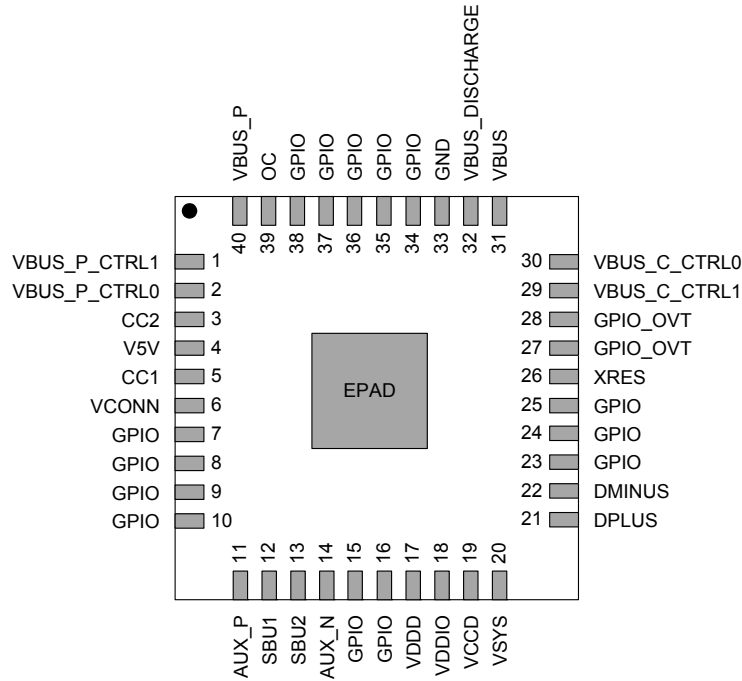 VBUS_P
OC
GPIO
GPIO
GPIO
GPIO
GPIO
GND
VBUS_DISCHARGE
VBUS
40
39
38
37
36
35
34
33
32
31
VBUS_P_CTRL1 1
VBUS_P_CTRL0 2
CC2 3
V5V 4
CC1 5
VCONN 6
GPIO 7
GPIO 8
GPIO 9
GPIO 10
EPAD
30 VBUS_C_CTRL0
29 VBUS_C_CTRL1
28 GPIO_OVT
27 GPIO_OVT
26 XRES
25 GPIO
24 GPIO
23 GPIO
22 DMINUS
21 DPLUS
11
12
13
14
15
16
17
18
19
20
AUX_P
SBU1
SBU2
AUX_N
GPIO
GPIO
VDDD
VDDIO
VCCD
VSYS